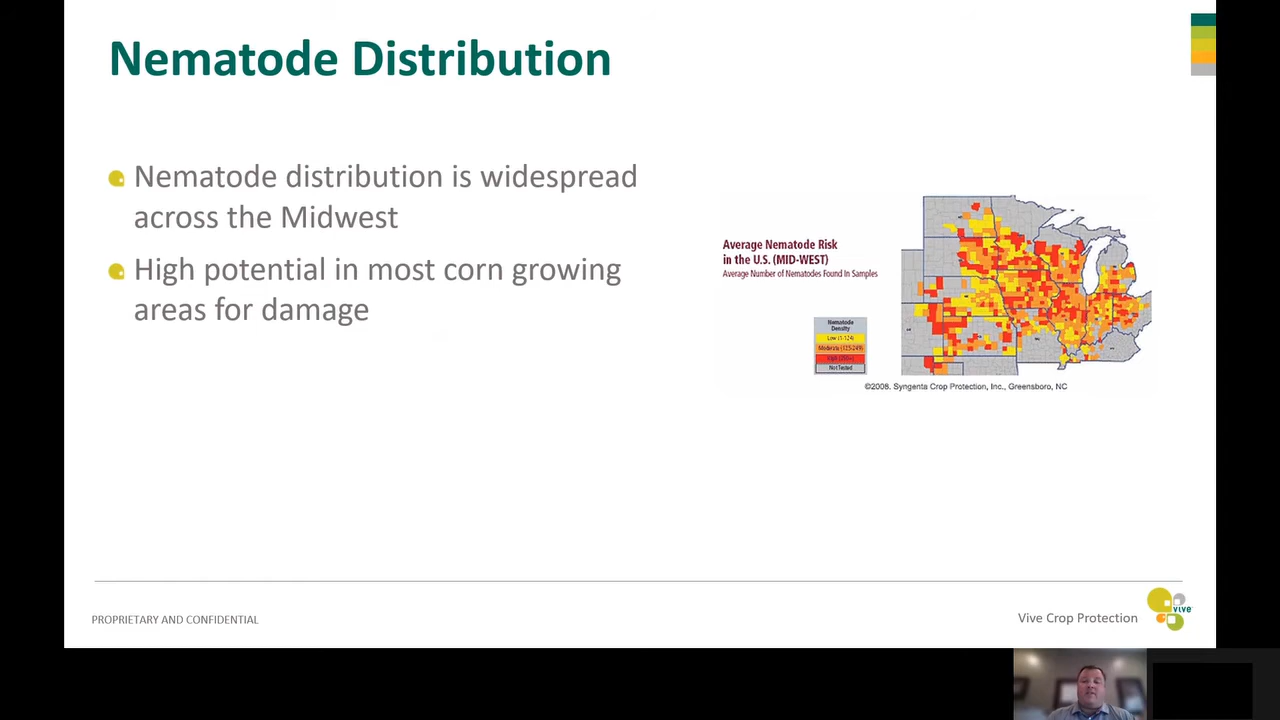 Nematode Distribution
Nematode distribution is widespread
across the Midwest
High potential in most corn growing
areas for damage
Average Nematode Risk
in the U.S. (MID-WEST)
Average Number of Nematodes Found In Samples
Nematode
Density
Low (1-124)
Moderate (125-249)
High (250+)
Not Tested
©2008. Syngenta Crop Protection, Inc., Greensboro, NC
PROPRIETARY AND CONFIDENTIAL
Vive Crop Protection
vive